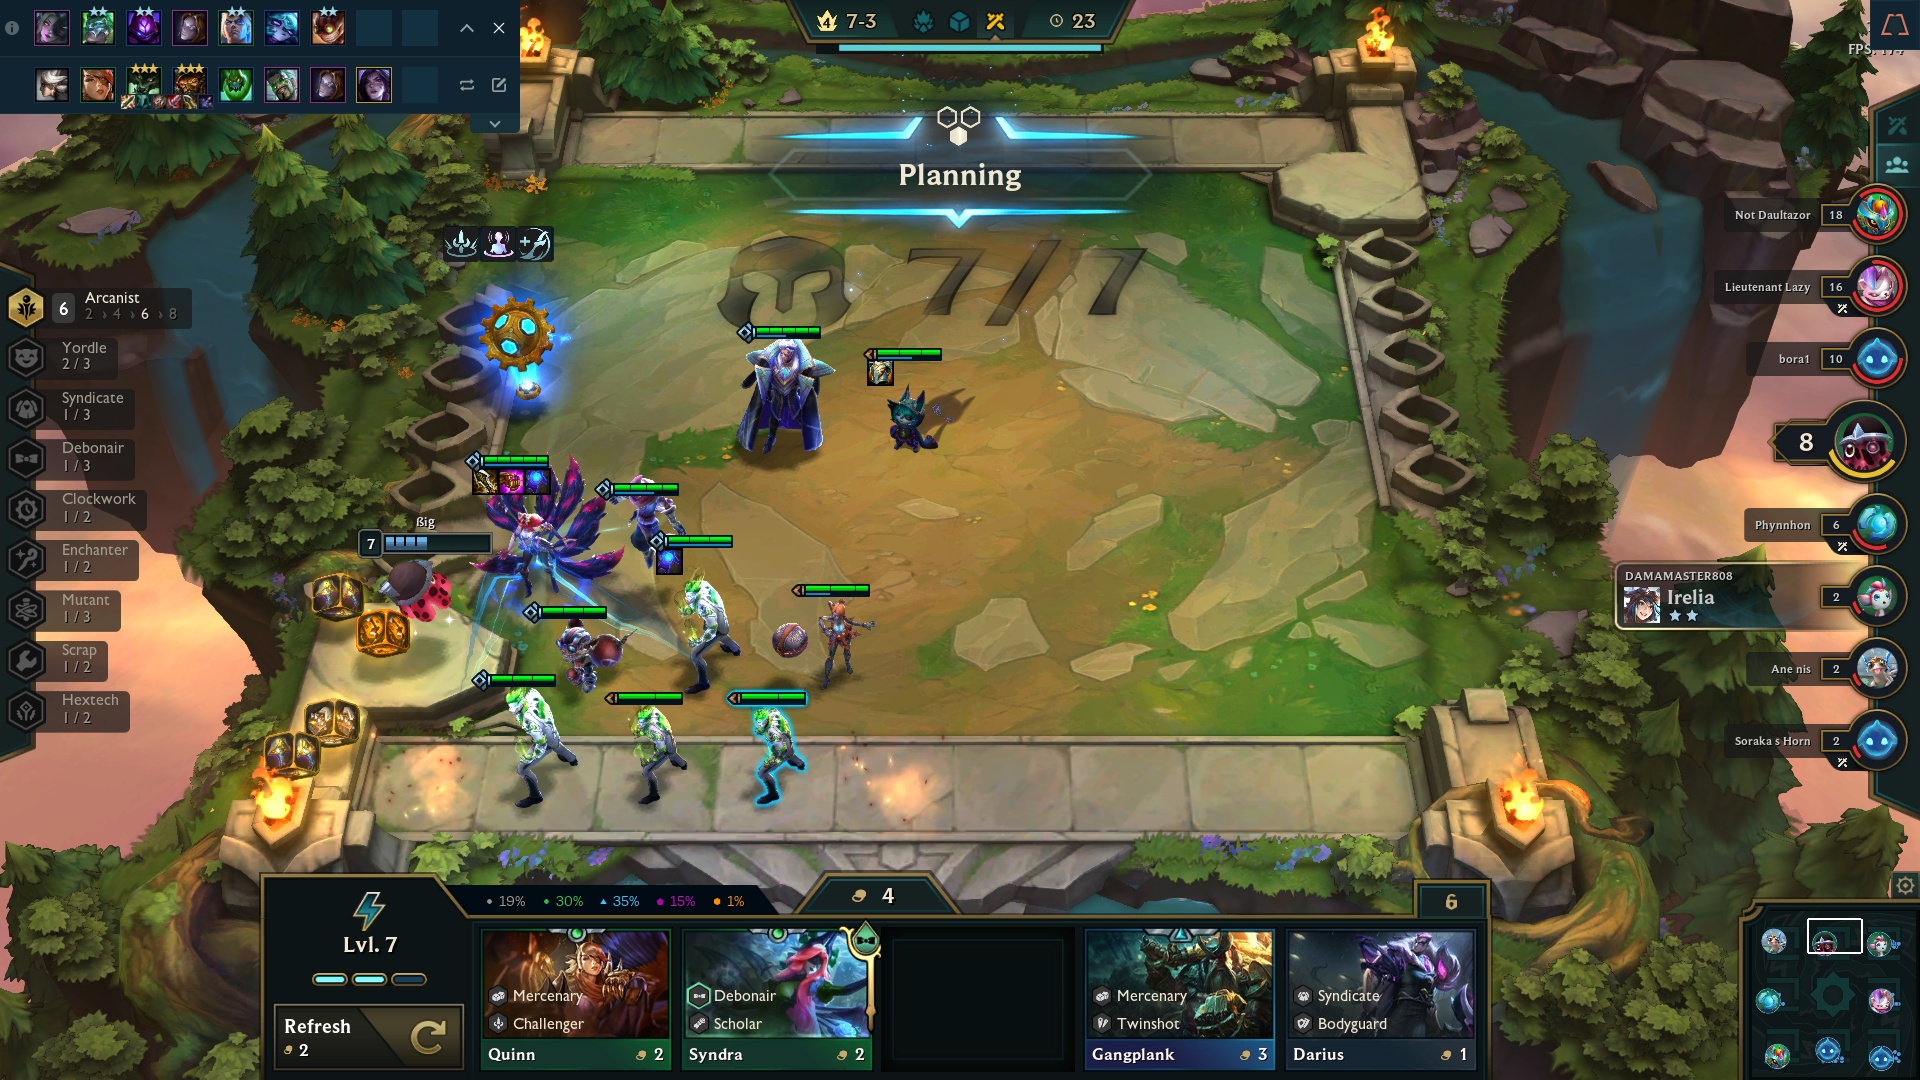 4
7-3
23
FPS:
Planning
7/7
6
Arcanist
2 › 4 › 6 › 8
Yordle
2 / 3
Syndicate
1 / 3
Debonair
1 / 3
Clockwork
1 / 2
Enchanter
1 / 2
Mutant
1 / 3
Scrap
1 / 2
Hextech
1 / 2
ßig
7
Not Daultazor
18
Lieutenant Lazy
16
bora1
10
8
Phynnhon
6
DAMAMASTER808
Irelia
2
Ane nis
2
Soraka s Horn
2
19%
30%
35%
15%
1%
4
6
Lvl. 7
Refresh
2
Mercenary
Challenger
Quinn
2
Debonair
Scholar
Syndra
2
Mercenary
Twinshot
Gangplank
3
Syndicate
Bodyguard
Darius
1